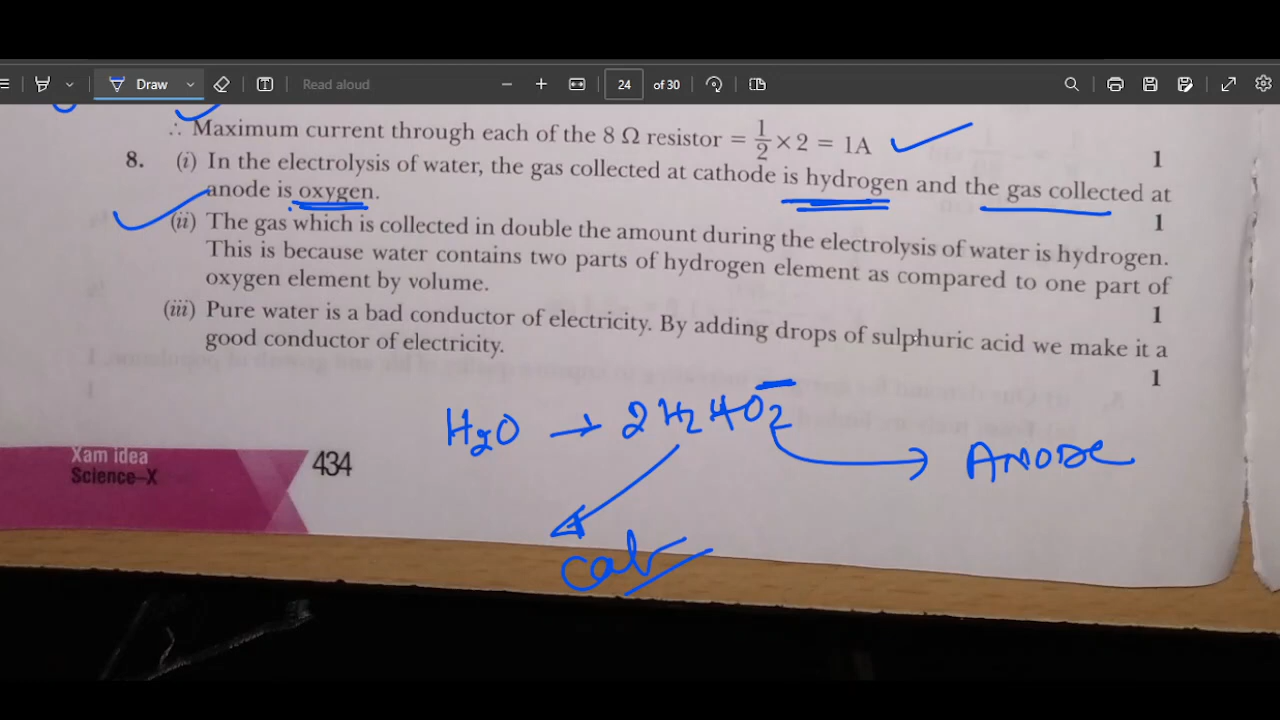 Draw
Read aloud
24 of 30
∴ Maximum current through each of the 8 Ω resistor = 1/2 × 2 = 1A
1
8. (i) In the electrolysis of water, the gas collected at cathode is hydrogen and the gas collected at
anode is oxygen.
1
(ii) The gas which is collected in double the amount during the electrolysis of water is hydrogen.
This is because water contains two parts of hydrogen element as compared to one part of
oxygen element by volume.
1
(iii) Pure water is a bad conductor of electricity. By adding drops of sulphuric acid we make it a
good conductor of electricity.
1
H2O → 2H2 + O2
ANODE
Cat
Xam idea
Science–X
434